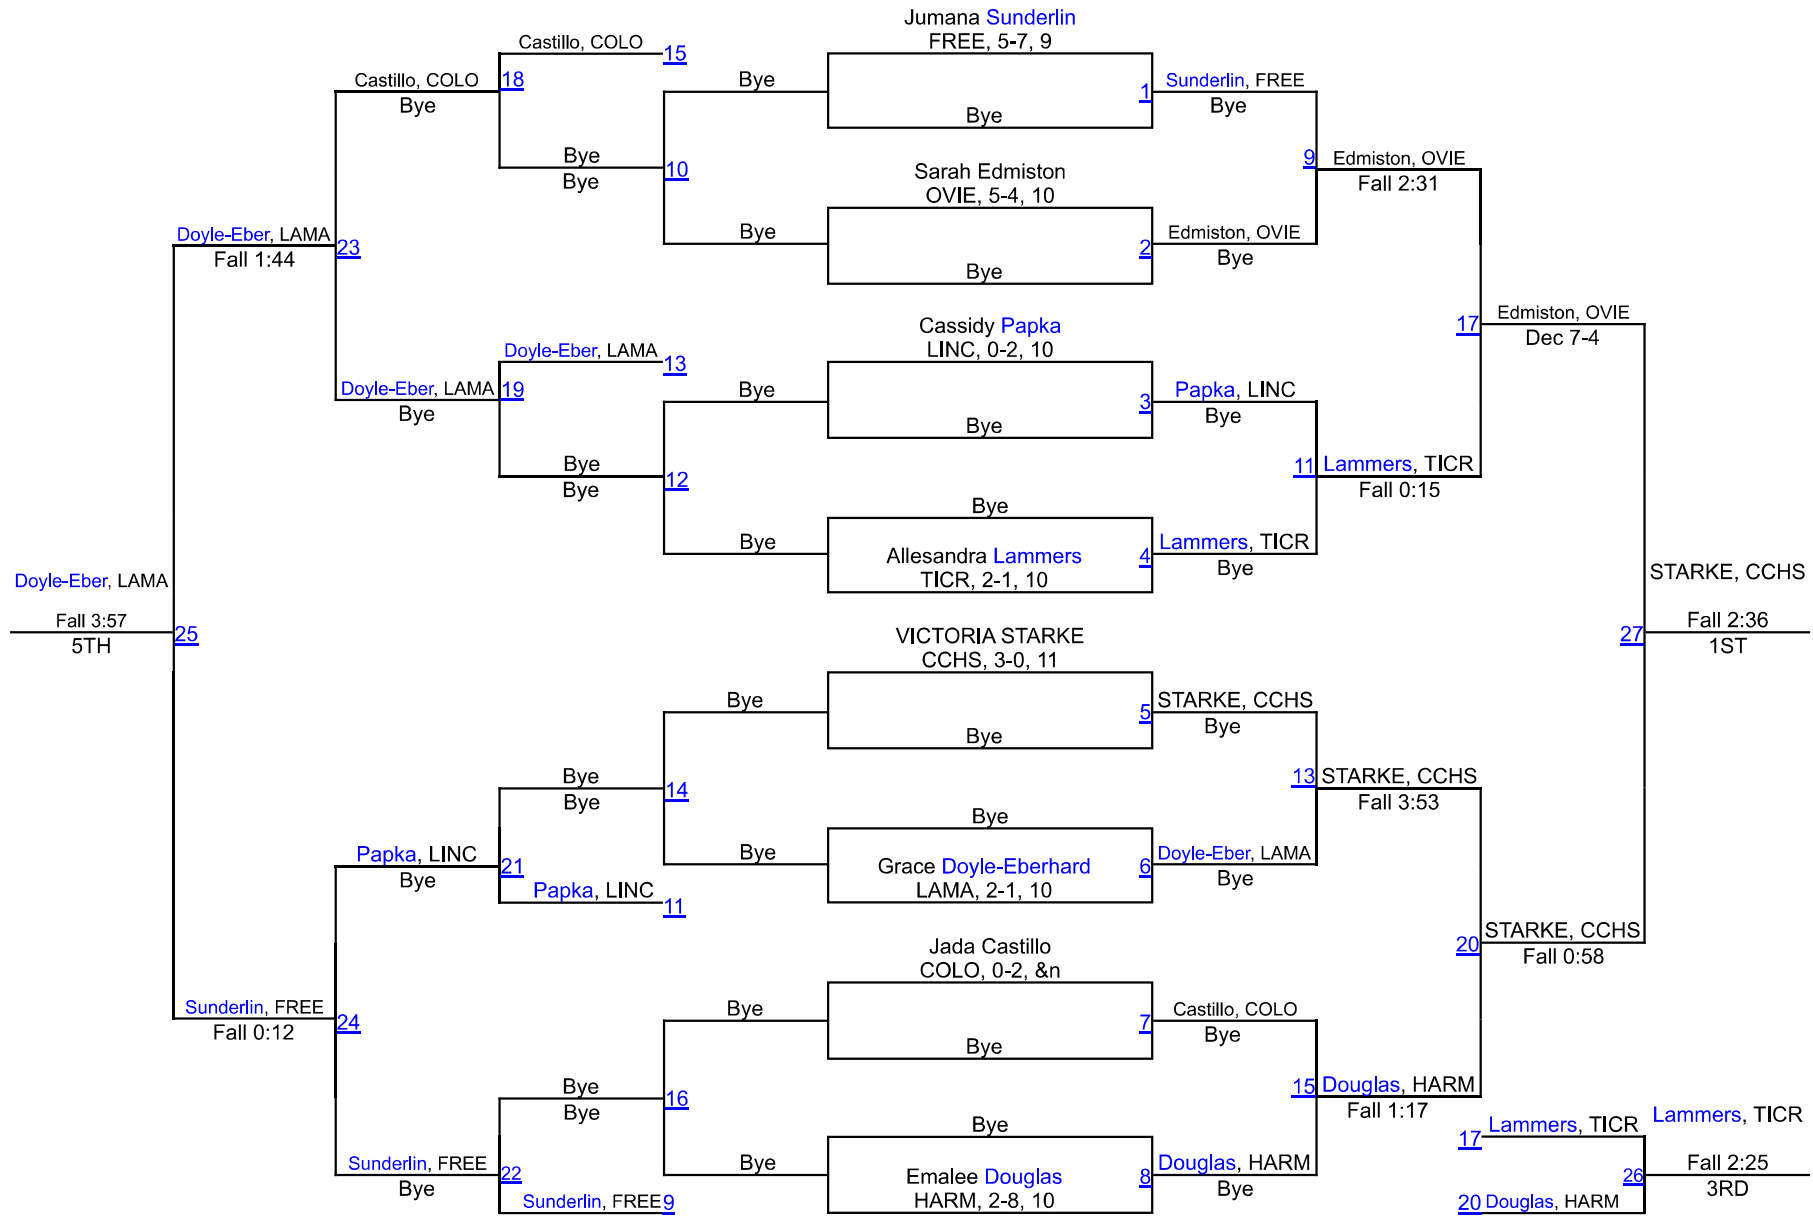 Jumana Sunderlin
FREE, 5-7, 9
Castillo, COLO
15
Castillo, COLO
Bye
18
Bye
1
Sunderlin, FREE
Bye
Bye
Bye
Bye
10
9
Edmiston, OVIE
Fall 2:31
Sarah Edmiston
OVIE, 5-4, 10
Doyle-Eber, LAMA
Fall 1:44
23
Bye
2
Edmiston, OVIE
Bye
Bye
17
Edmiston, OVIE
Dec 7-4
Cassidy Papka
LINC, 0-2, 10
Doyle-Eber, LAMA
13
Doyle-Eber, LAMA
Bye
19
Bye
3
Papka, LINC
Bye
Bye
Bye
Bye
12
11
Lammers, TICR
Fall 0:15
Bye
Bye
Allesandra Lammers
TICR, 2-1, 10
4
Lammers, TICR
Bye
Doyle-Eber, LAMA
Fall 3:57
5TH
25
STARKE, CCHS
27
Fall 2:36
1ST
VICTORIA STARKE
CCHS, 3-0, 11
Bye
5
STARKE, CCHS
Bye
Bye
Bye
Bye
14
13
STARKE, CCHS
Fall 3:53
Bye
Papka, LINC
Bye
21
Bye
Grace Doyle-Eberhard
LAMA, 2-1, 10
6
Doyle-Eber, LAMA
Bye
Papka, LINC
11
20
STARKE, CCHS
Fall 0:58
Jada Castillo
COLO, 0-2, &n
Sunderlin, FREE
Fall 0:12
24
Bye
7
Castillo, COLO
Bye
Bye
Bye
Bye
16
15
Douglas, HARM
Fall 1:17
Bye
Sunderlin, FREE
Bye
22
Bye
Emalee Douglas
HARM, 2-8, 10
8
Douglas, HARM
Bye
Sunderlin, FREE
9
17
Lammers, TICR
Lammers, TICR
26
Fall 2:25
3RD
20
Douglas, HARM